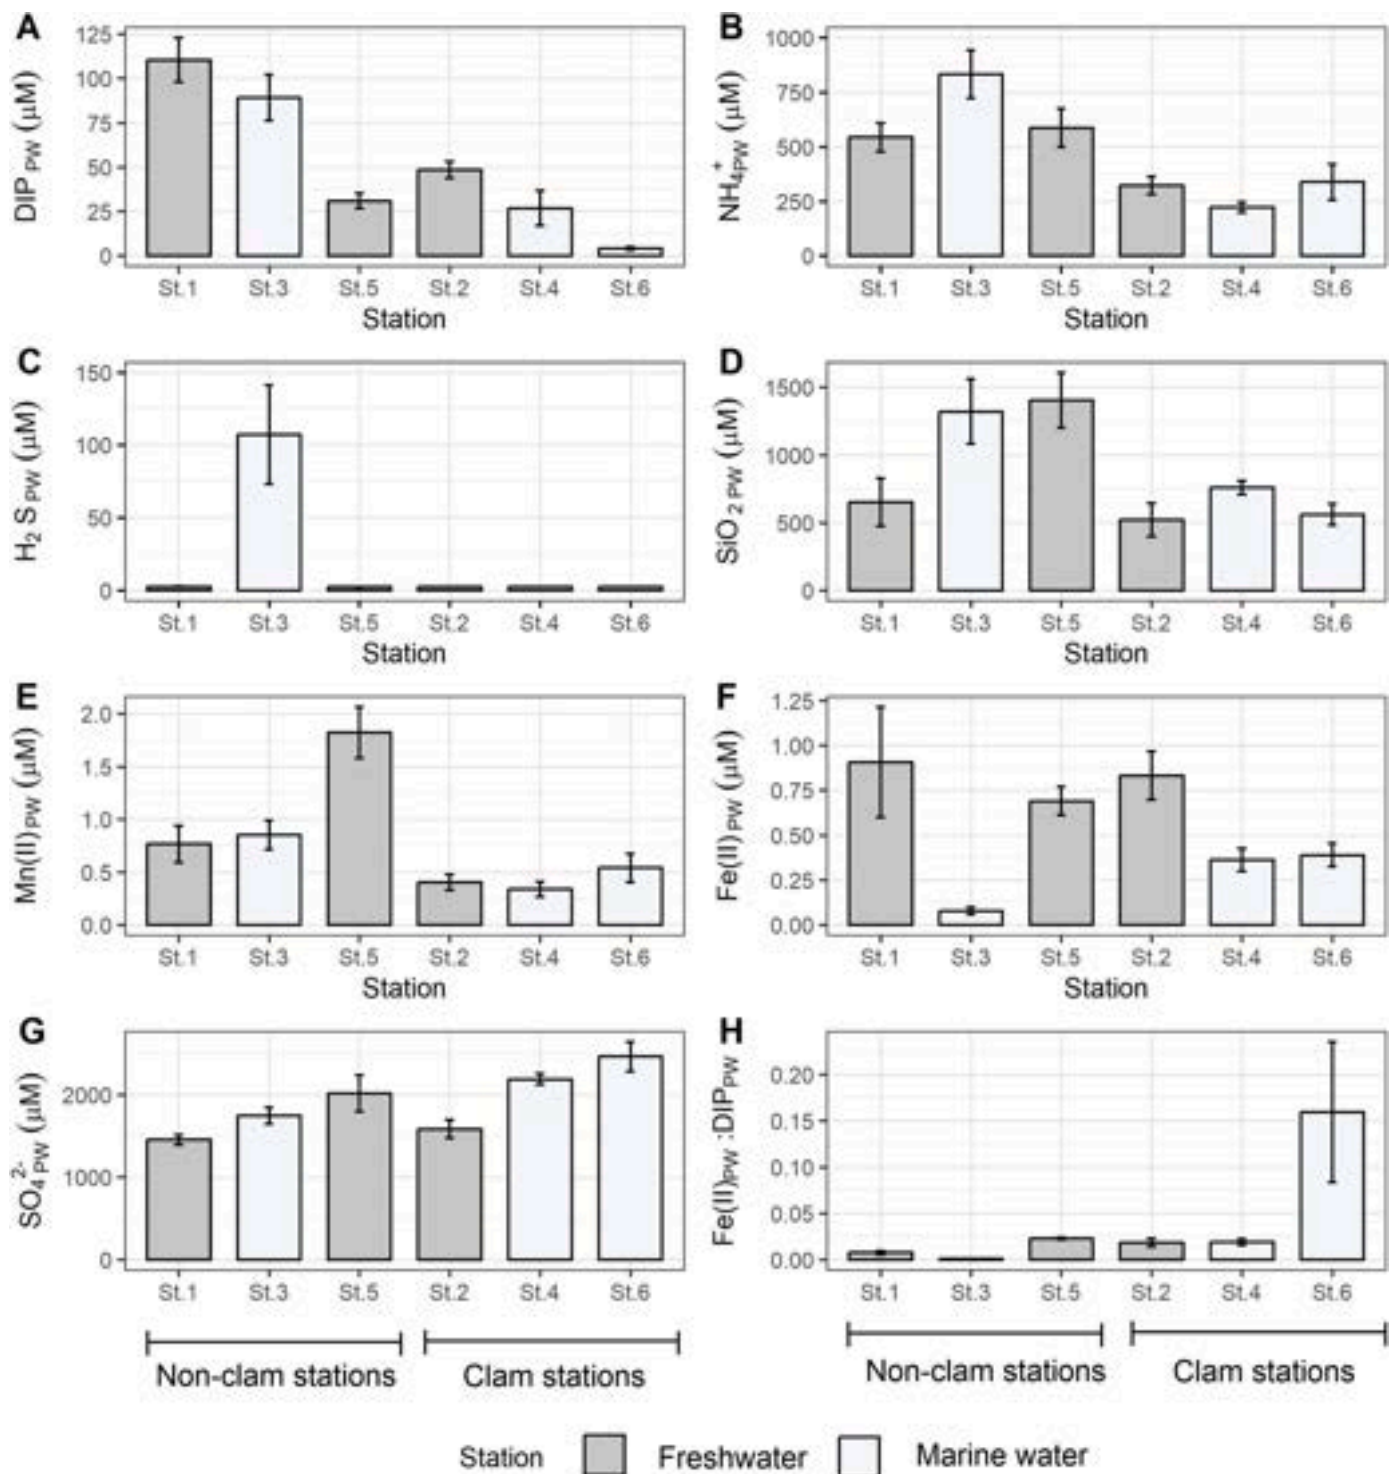 A
DIP PW (μM)
125
100
75
50
25
0
St.1 St.3 St.5 St.2 St.4 St.6
Station
B
NH4+PW (μM)
1000
750
500
250
0
St.1 St.3 St.5 St.2 St.4 St.6
Station
C
H2 S PW (μM)
150
100
50
0
St.1 St.3 St.5 St.2 St.4 St.6
Station
D
SiO2 PW (μM)
1500
1000
500
0
St.1 St.3 St.5 St.2 St.4 St.6
Station
E
Mn(II) PW (μM)
2.0
1.5
1.0
0.5
0.0
St.1 St.3 St.5 St.2 St.4 St.6
Station
F
Fe(II) PW (μM)
1.25
1.00
0.75
0.50
0.25
0.00
St.1 St.3 St.5 St.2 St.4 St.6
Station
G
SO4 2- PW (μM)
2000
1000
0
St.1 St.3 St.5 St.2 St.4 St.6
Non-clam stations Clam stations
H
Fe(II)PW :DIPPW
0.20
0.15
0.10
0.05
0.00
St.1 St.3 St.5 St.2 St.4 St.6
Non-clam stations Clam stations
Station Freshwater Marine water